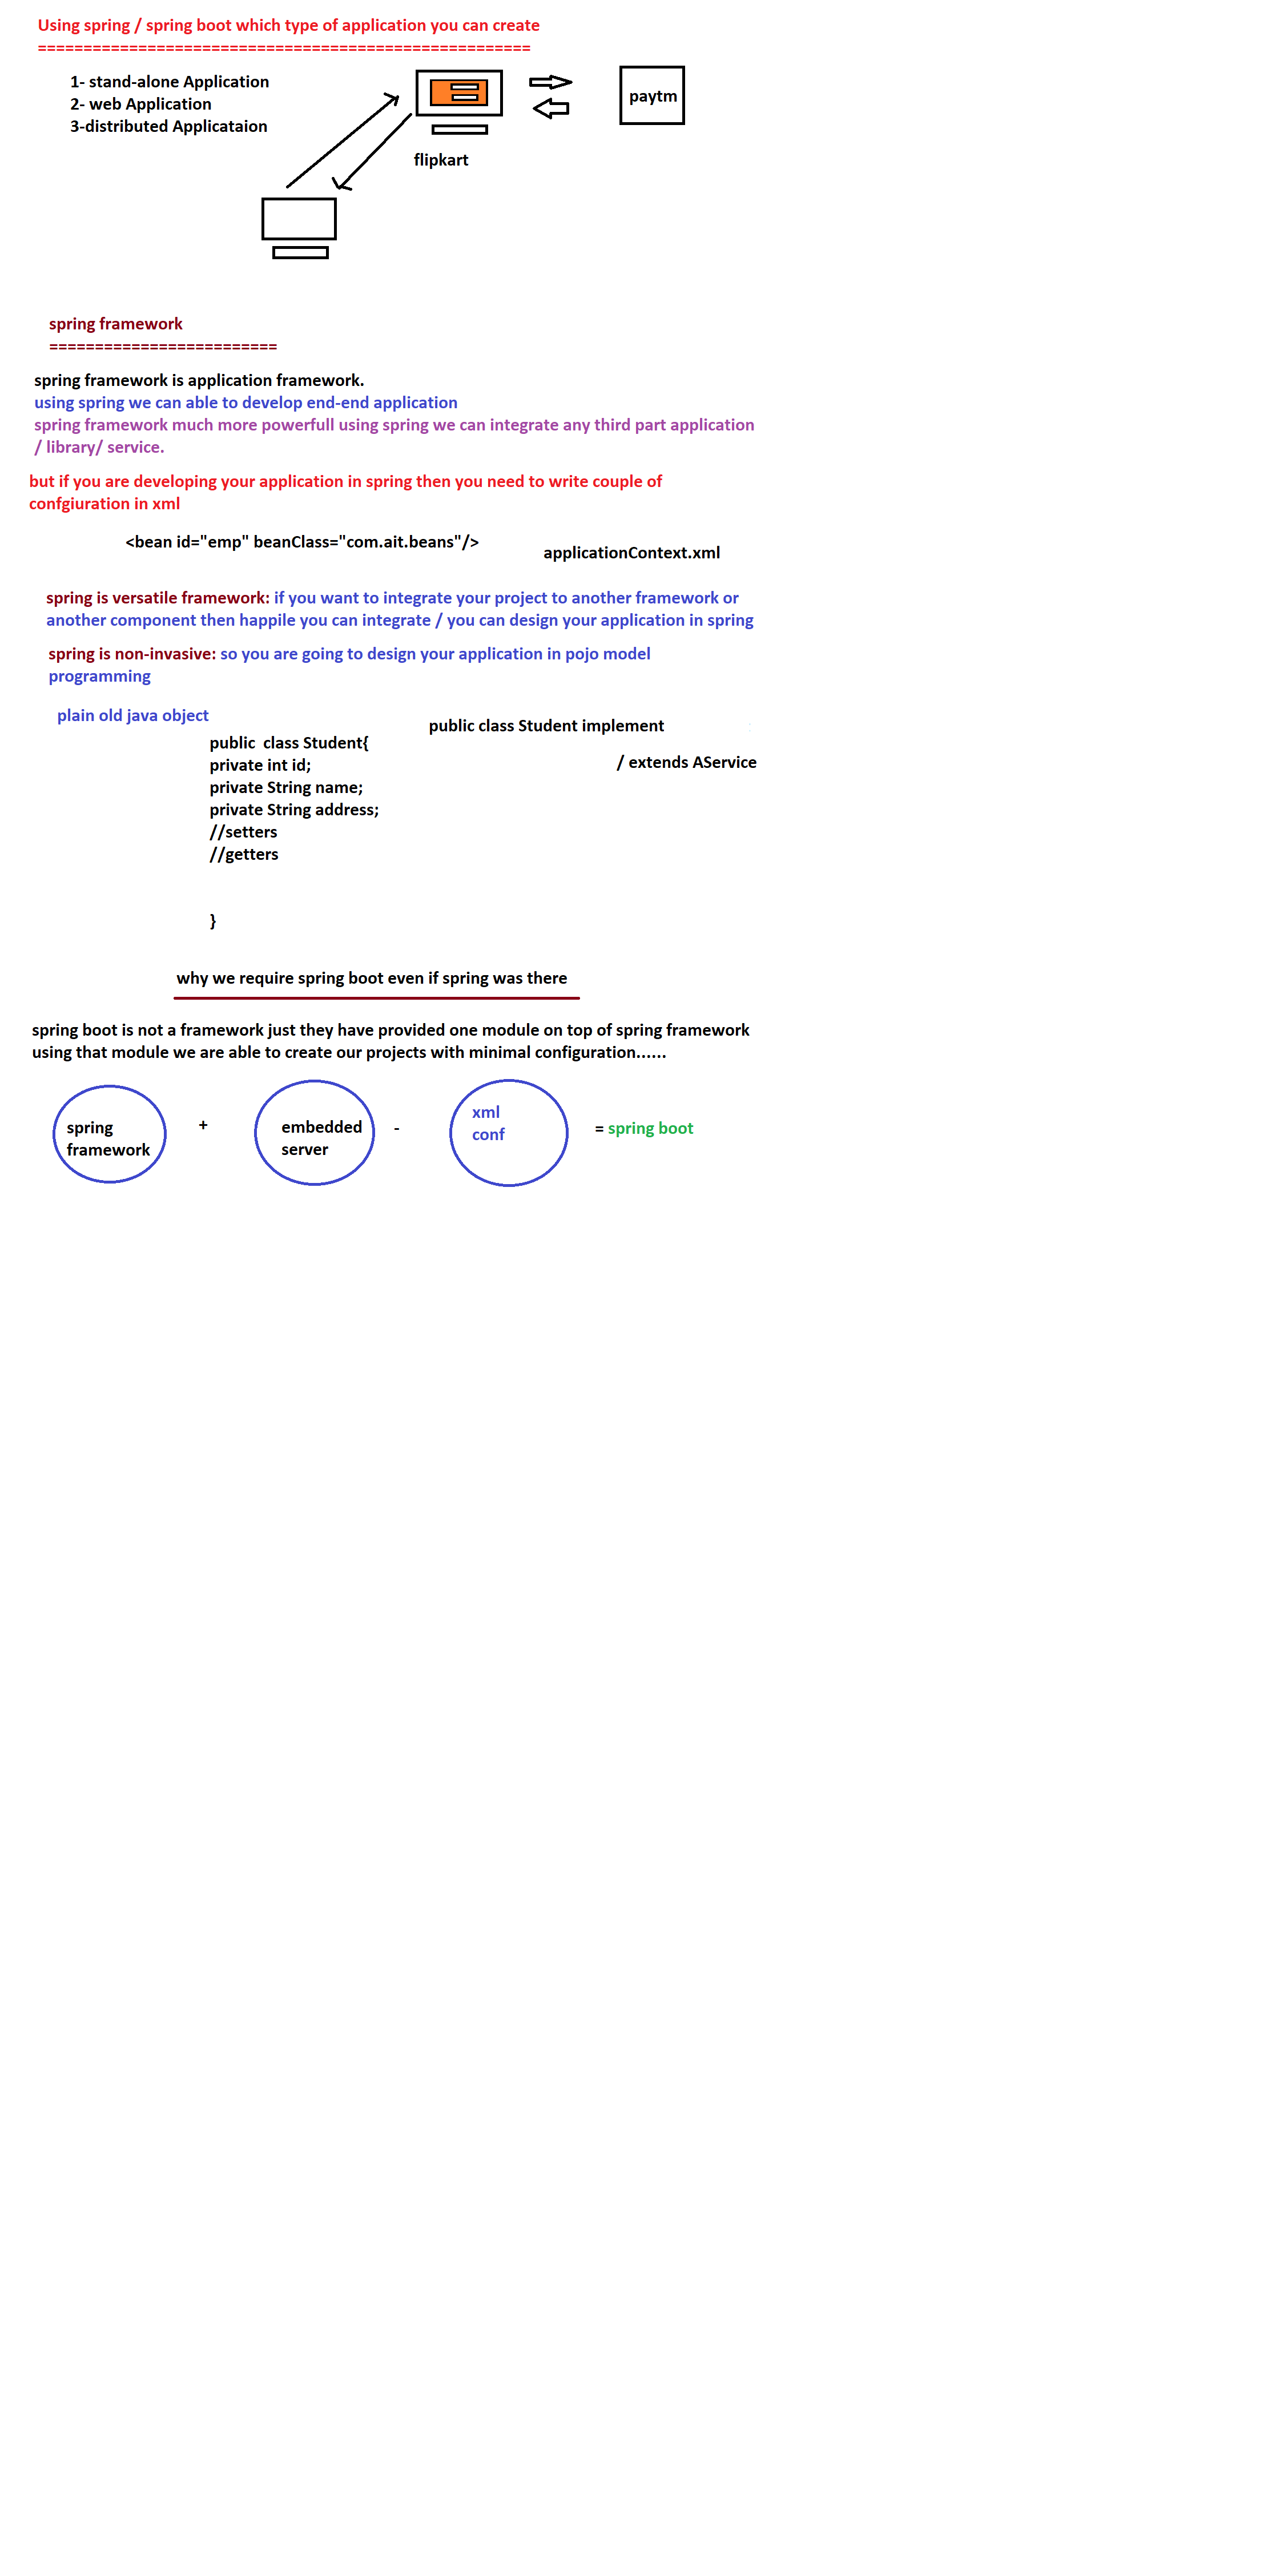 Using spring / spring boot which type of application you can create
======================================================
1- stand-alone Application
2- web Application
3-distributed Applicataion
paytm
flipkart
spring framework
=========================
spring framework is application framework.
using spring we can able to develop end-end application
spring framework much more powerfull using spring we can integrate any third part application
/ library/ service.
but if you are developing your application in spring then you need to write couple of
confgiuration in xml
<bean id="emp" beanClass="com.ait.beans"/>
applicationContext.xml
spring is versatile framework: if you want to integrate your project to another framework or
another component then happile you can integrate / you can design your application in spring
spring is non-invasive: so you are going to design your application in pojo model
programming
plain old java object
public class Student implement
/ extends AService
public  class Student{
private int id;
private String name;
private String address;
//setters
//getters
}
why we require spring boot even if spring was there
spring boot is not a framework just they have provided one module on top of spring framework
using that module we are able to create our projects with minimal configuration......
spring
framework
+
embedded
server
-
xml
conf
= spring boot